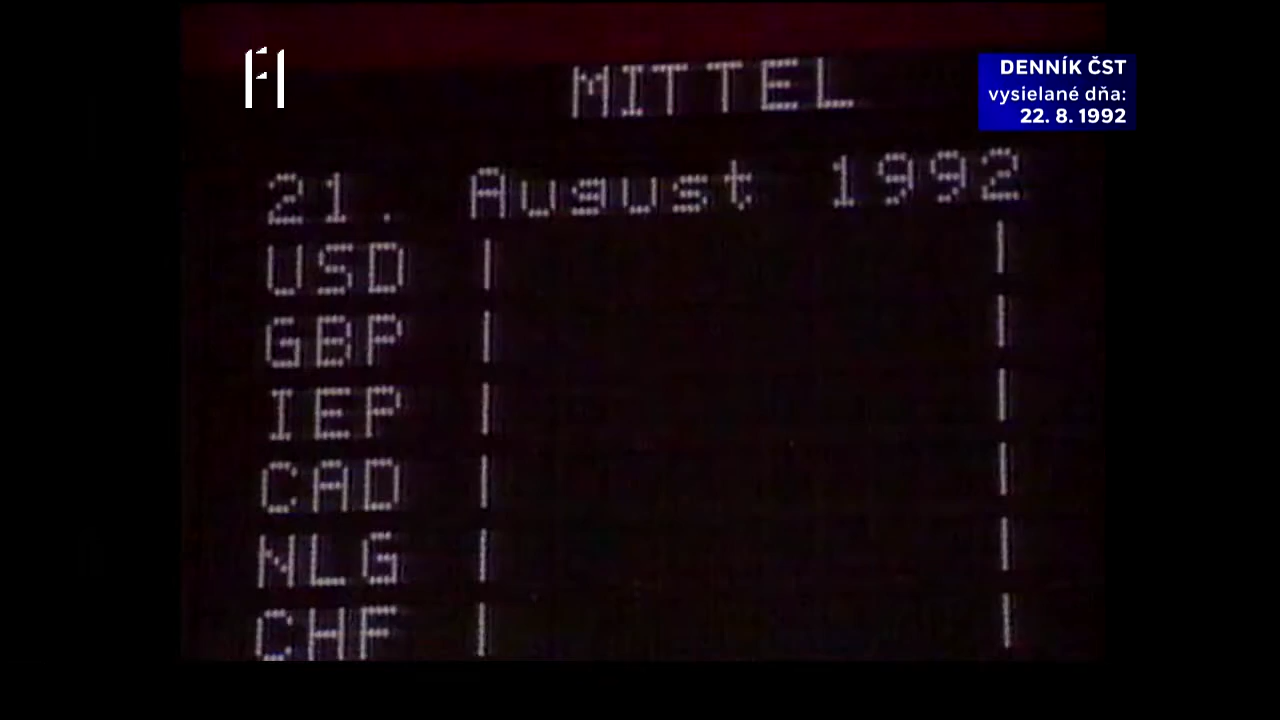 DENNÍK ČST
vysielané dňa:
22. 8. 1992
MITTEL
21. August 1992
USD
GBP
IEP
CAD
NLG
CHF